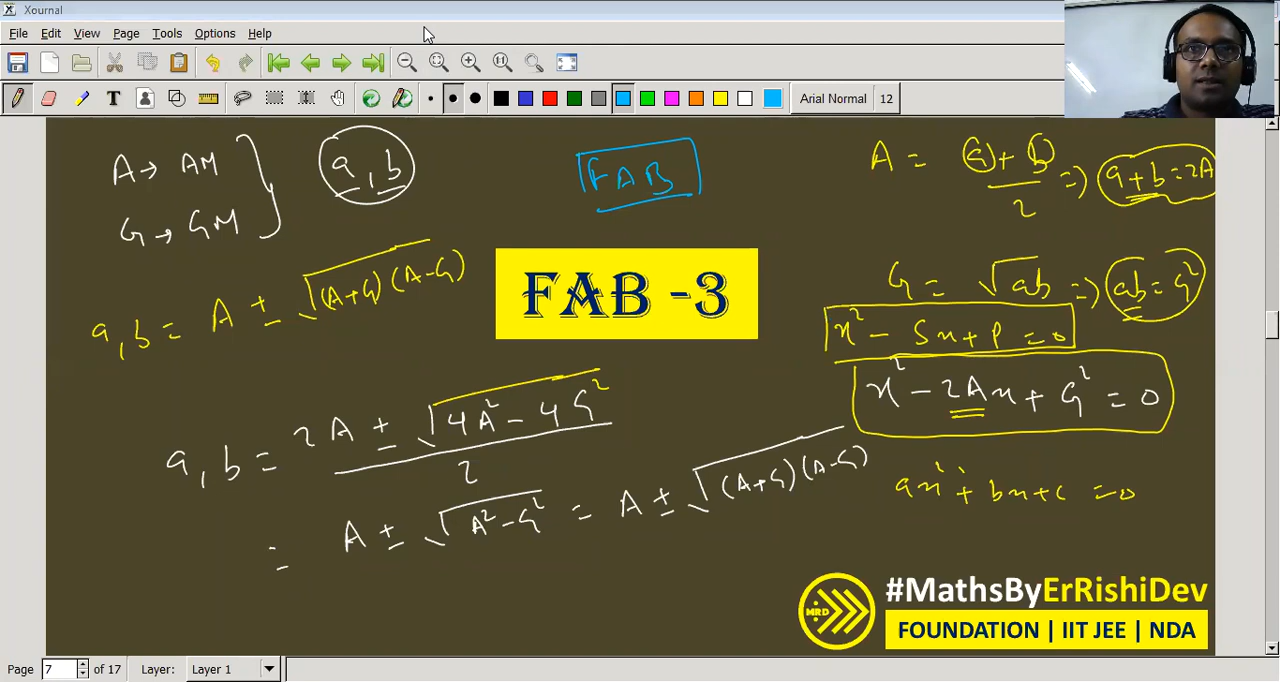 Xournal
File Edit View Page Tools Options Help
Arial Normal 12
A → AM
G → GM
a, b
FAB
A = a + b / 2 ⇒ a + b = 2A
G = √ab ⇒ ab = G²
a, b = A ± √(A+G)(A-G)
FAB -3
x² - Sx + P = 0
x² - 2Ax + G² = 0
a, b = 2A ± √4A² - 4G² / 2
= A ± √A² - G² = A ± √(A+G)(A-G)
ax² + bx + c = 0
MRD
#MathsByErRishiDev
FOUNDATION | IIT JEE | NDA
Page 7 of 17 Layer: Layer 1